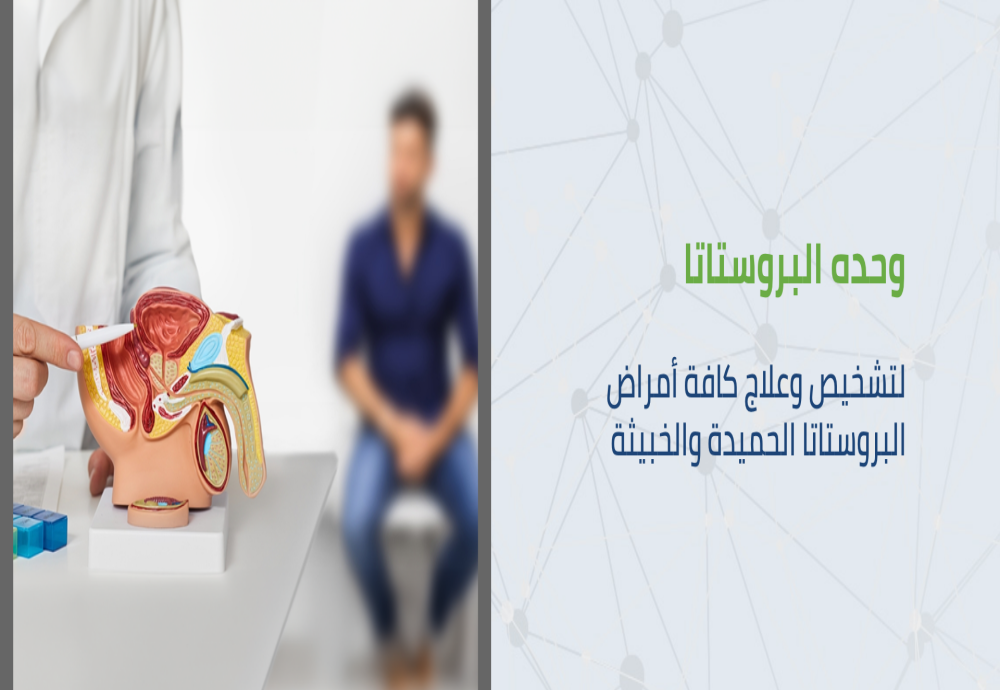 وحده البروستاتا
لتشخيص وعلاج كافة أمراض
البروستاتا الحميدة والخبيثة